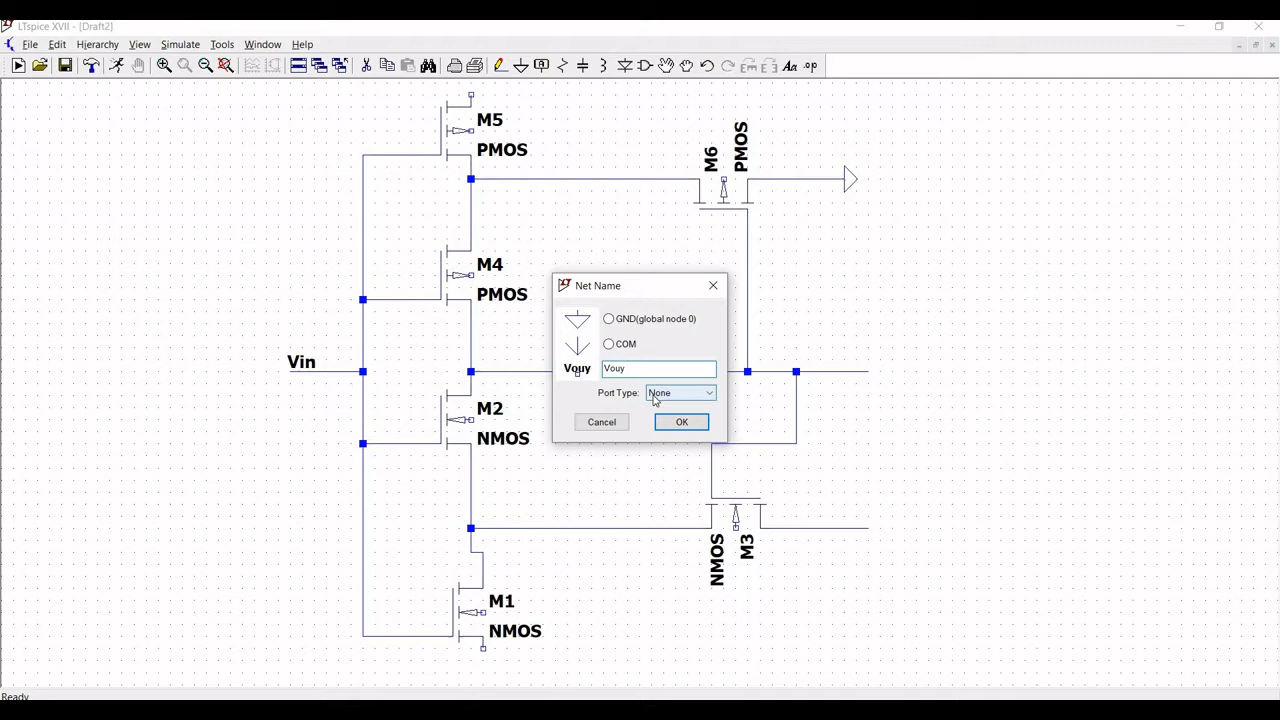 LTspice XVII - [Draft2]
File Edit Hierarchy View Simulate Tools Window Help
Aa .op
M5
PMOS
M6
PMOS
M4
PMOS
Net Name
GND(global node 0)
COM
Vouy
Vouy
Port Type: None
Cancel OK
Vin
M2
NMOS
NMOS
M3
M1
NMOS
Ready